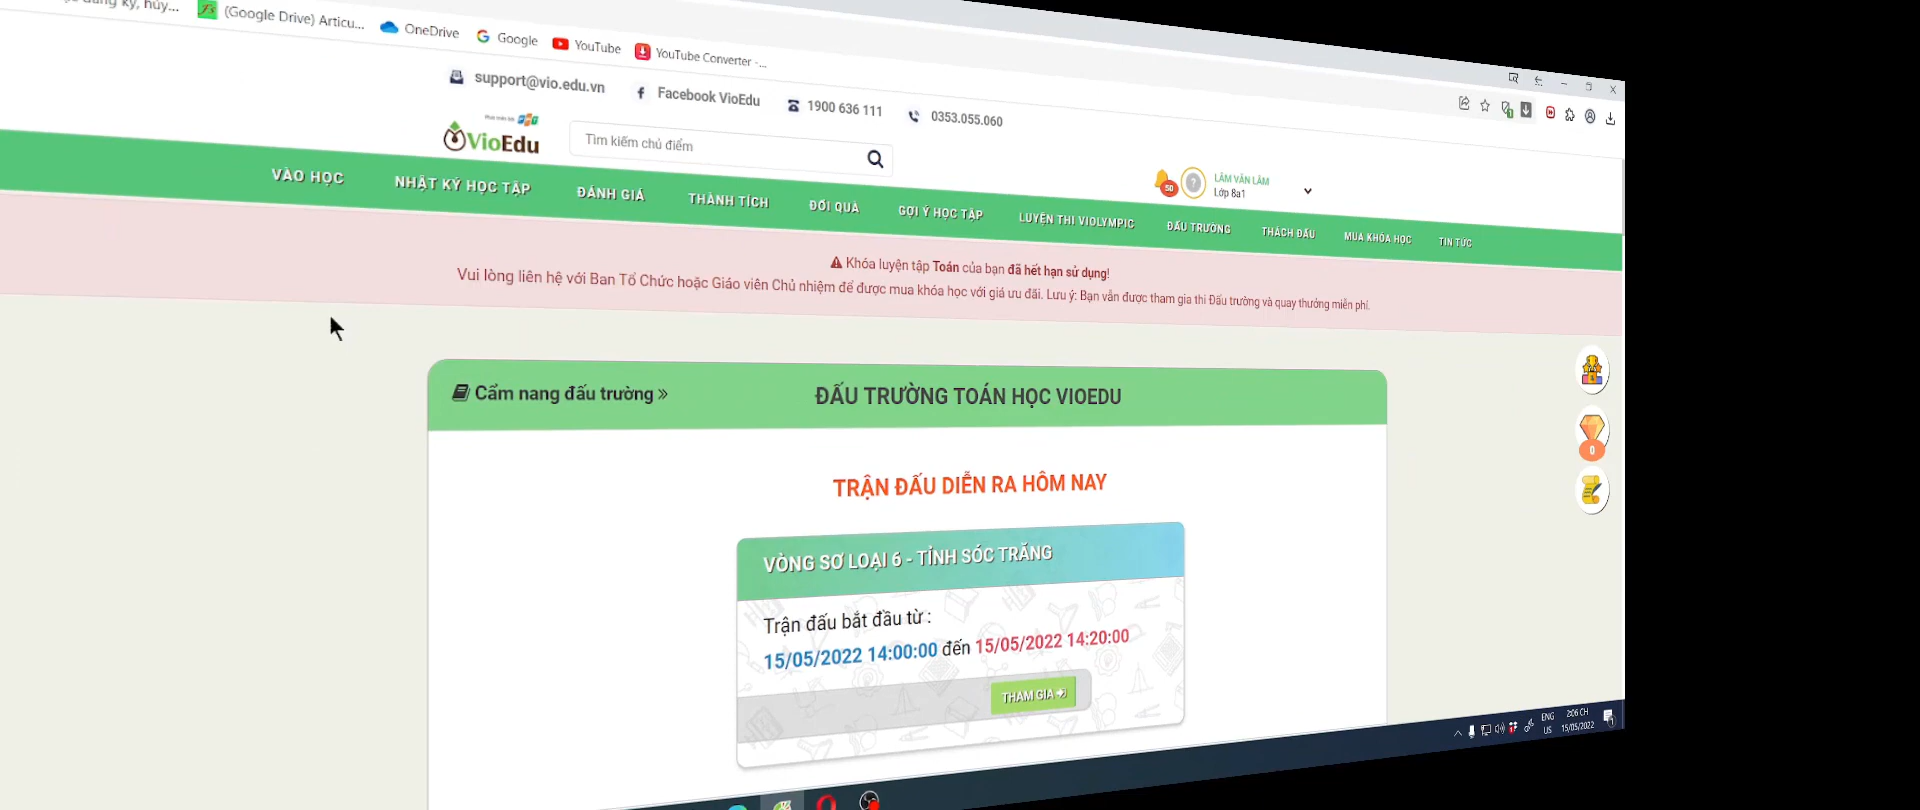 (Google Drive) Articu...
OneDrive
Google
YouTube
YouTube Converter -...
support@vio.edu.vn
Facebook VioEdu
1900 636 111
0353.055.060
FPT
VioEdu
Tìm kiếm chủ điểm
50
?
LÂM VĂN LÂM
Lớp 8a1
VÀO HỌC
NHẬT KÝ HỌC TẬP
ĐÁNH GIÁ
THÀNH TÍCH
ĐỔI QUÀ
GỢI Ý HỌC TẬP
LUYỆN THI VIOLYMPIC
ĐẤU TRƯỜNG
THÁCH ĐẤU
MUA KHÓA HỌC
TIN TỨC
Khóa luyện tập Toán của bạn đã hết hạn sử dụng!
Vui lòng liên hệ với Ban Tổ Chức hoặc Giáo viên Chủ nhiệm để được mua khóa học với giá ưu đãi. Lưu ý: Bạn vẫn được tham gia thi Đấu trường và quay thưởng miễn phí.
Cẩm nang đấu trường »
ĐẤU TRƯỜNG TOÁN HỌC VIOEDU
0
TRẬN ĐẤU DIỄN RA HÔM NAY
VÒNG SƠ LOẠI 6 - TỈNH SÓC TRĂNG
Trận đấu bắt đầu từ :
15/05/2022 14:00:00 đến 15/05/2022 14:20:00
THAM GIA
ENG
US
2:06 CH
15/05/2022